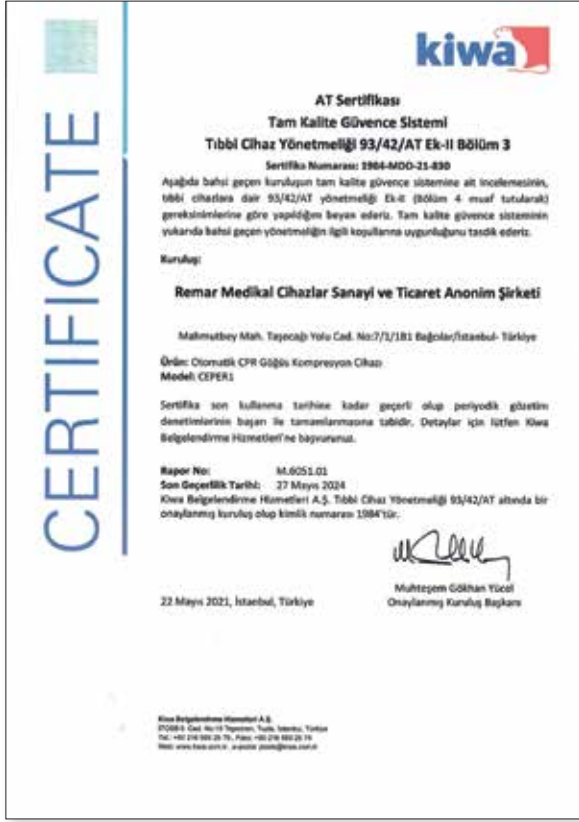 CERTIFICATE
kiwa
AT Sertifikası
Tam Kalite Güvence Sistemi
Tıbbi Cihaz Yönetmeliği 93/42/AT Ek-II Bölüm 3
Sertifika Numarası: 1984-MDD-21-830
Aşağıda bahsi geçen kuruluşun tam kalite güvence sistemine ait incelemesinin,
tıbbi cihazlara dair 93/42/AT yönetmeliği Ek-II (Bölüm 4 muaf tutularak)
gereksinimlerine göre yapıldığını beyan ederiz. Tam kalite güvence sisteminin
yukarıda bahsi geçen yönetmeliğin ilgili koşullarına uygunluğunu tasdik ederiz.
Kuruluş:
Remar Medikal Cihazlar Sanayi ve Ticaret Anonim Şirketi
Mahmutbey Mah. Taşocağı Yolu Cad. No:7/1/1B1 Bağcılar/İstanbul- Türkiye
Ürün: Otomatik CPR Göğüs Kompresyon Cihazı
Model: CEPER1
Sertifika son kullanma tarihine kadar geçerli olup periyodik gözetim
denetimlerinin başarı ile tamamlanmasına tabidir. Detaylar için lütfen Kiwa
Belgelendirme Hizmetleri'ne başvurunuz.
Rapor No: M.6051.01
Son Geçerlilik Tarihi: 27 Mayıs 2024
Kiwa Belgelendirme Hizmetleri A.Ş. Tıbbi Cihaz Yönetmeliği 93/42/AT altında bir
onaylanmış kuruluş olup kimlik numarası 1984'tür.
Muhteşem Gökhan Yücel
22 Mayıs 2021, İstanbul, Türkiye Onaylanmış Kuruluş Başkanı
Kiwa Belgelendirme Hizmetleri A.Ş.